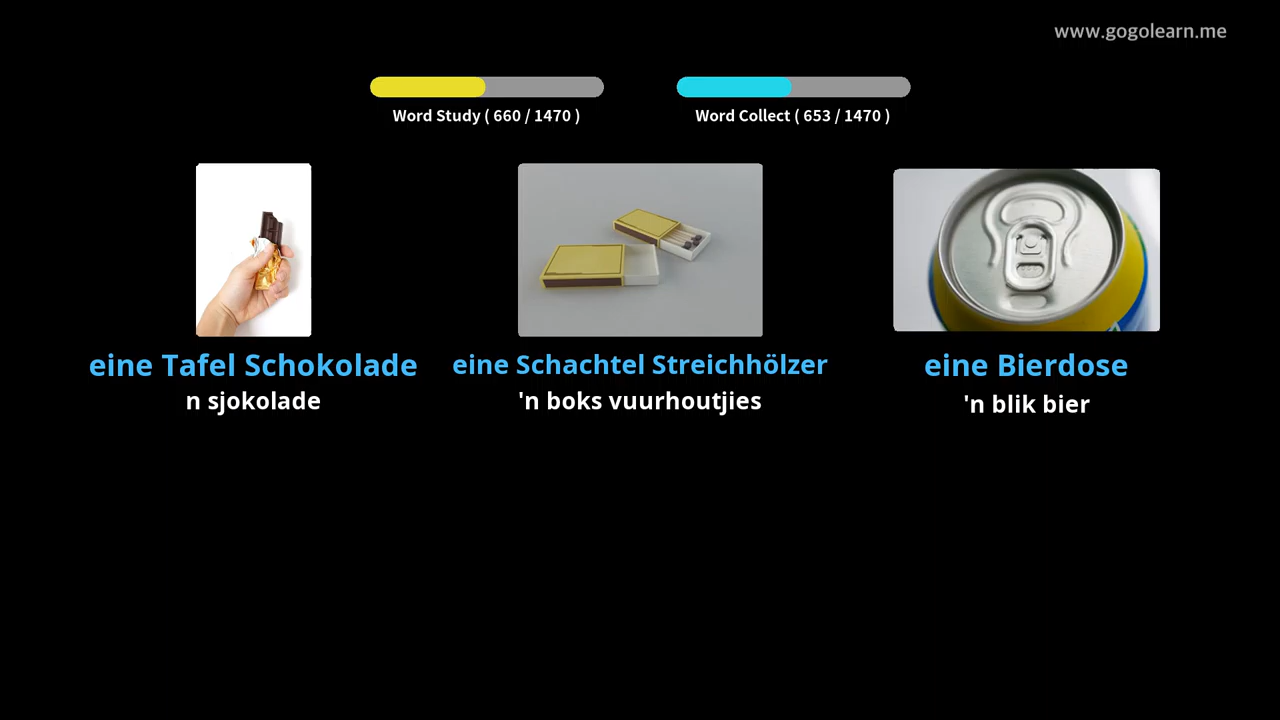 www.gogolearn.me
Word Study ( 660 / 1470 )
Word Collect ( 653 / 1470 )
eine Tafel Schokolade
n sjokolade
eine Schachtel Streichhölzer
'n boks vuurhoutjies
eine Bierdose
'n blik bier